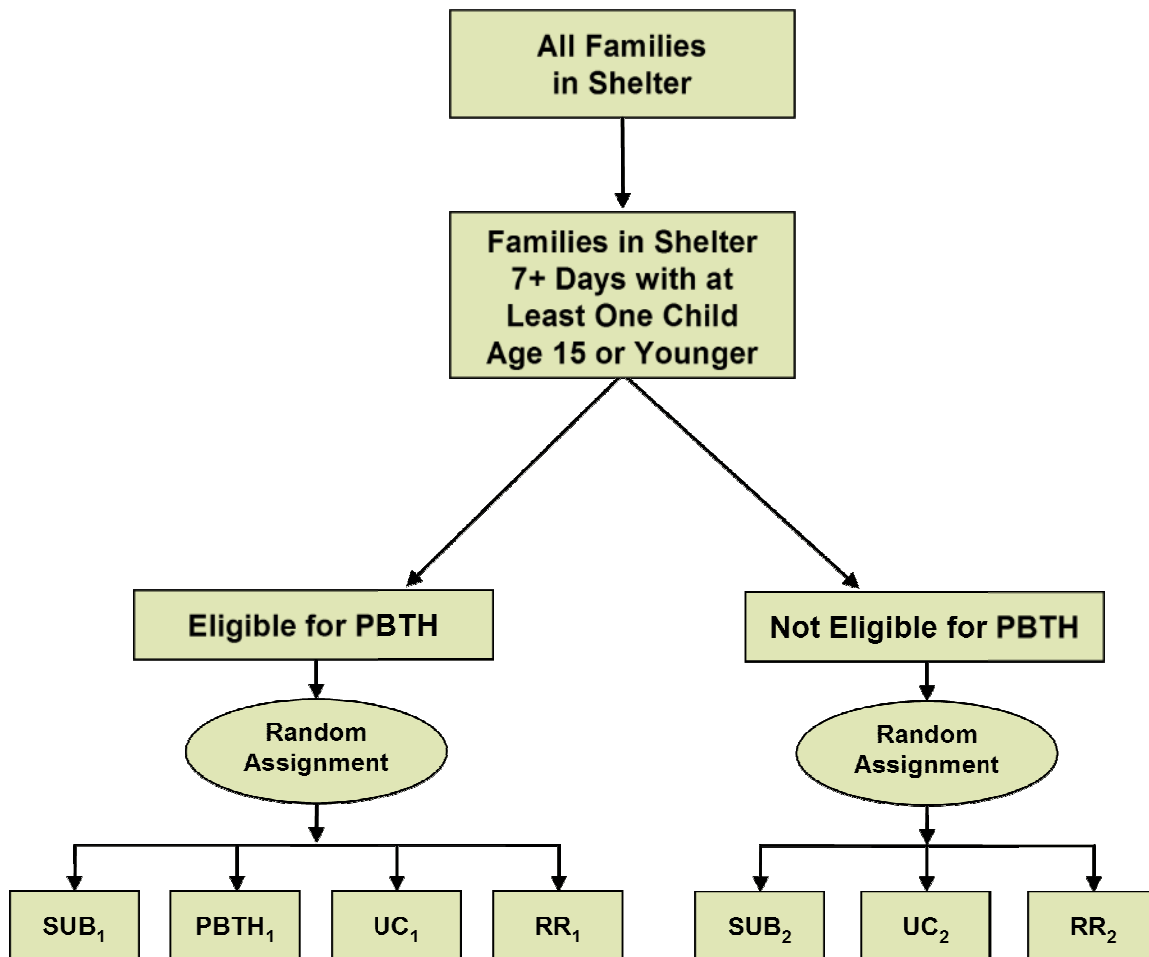 All Families
in Shelter
Families in Shelter
7+ Days with at
Least One Child
Age 15 or Younger
Eligible for PBTH
Not Eligible for PBTH
Random
Assignment
Random
Assignment
SUB₁
PBTH₁
UC₁
RR₁
SUB₂
UC₂
RR₂